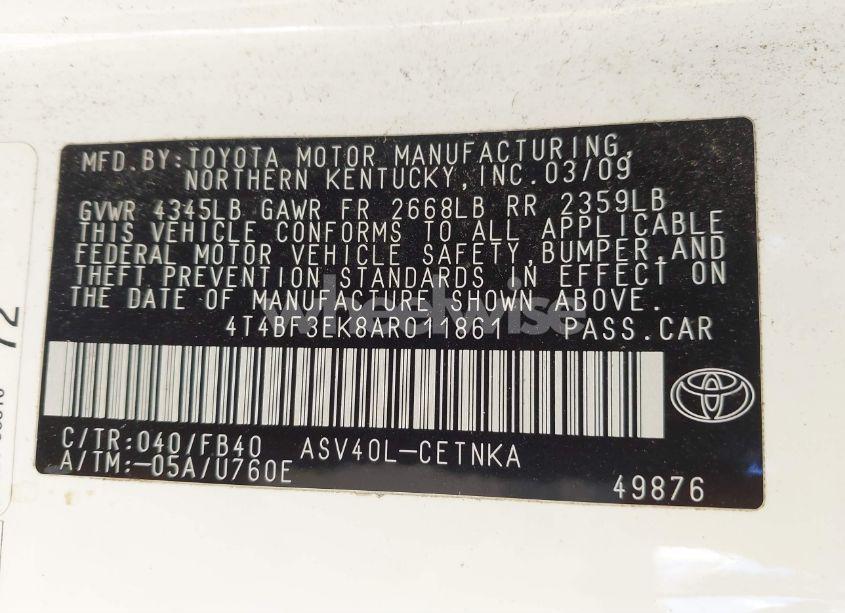 MFD.BY:TOYOTA MOTOR MANUFACTURING,
NORTHERN KENTUCKY,INC.03/09
GVWR 4345LB GAWR FR 2668LB RR 2359LB
THIS VEHICLE CONFORMS TO ALL APPLICABLE
FEDERAL MOTOR VEHICLE SAFETY,BUMPER,AND
THEFT PREVENTION STANDARDS IN EFFECT ON
THE DATE OF MANUFACTURE SHOWN ABOVE.
wheelwise
4T4BF3EK8AR011861 PASS.CAR
C/TR:040/FB40 ASV40L-CETNKA
A/TM:-05A/U760E
49876
72